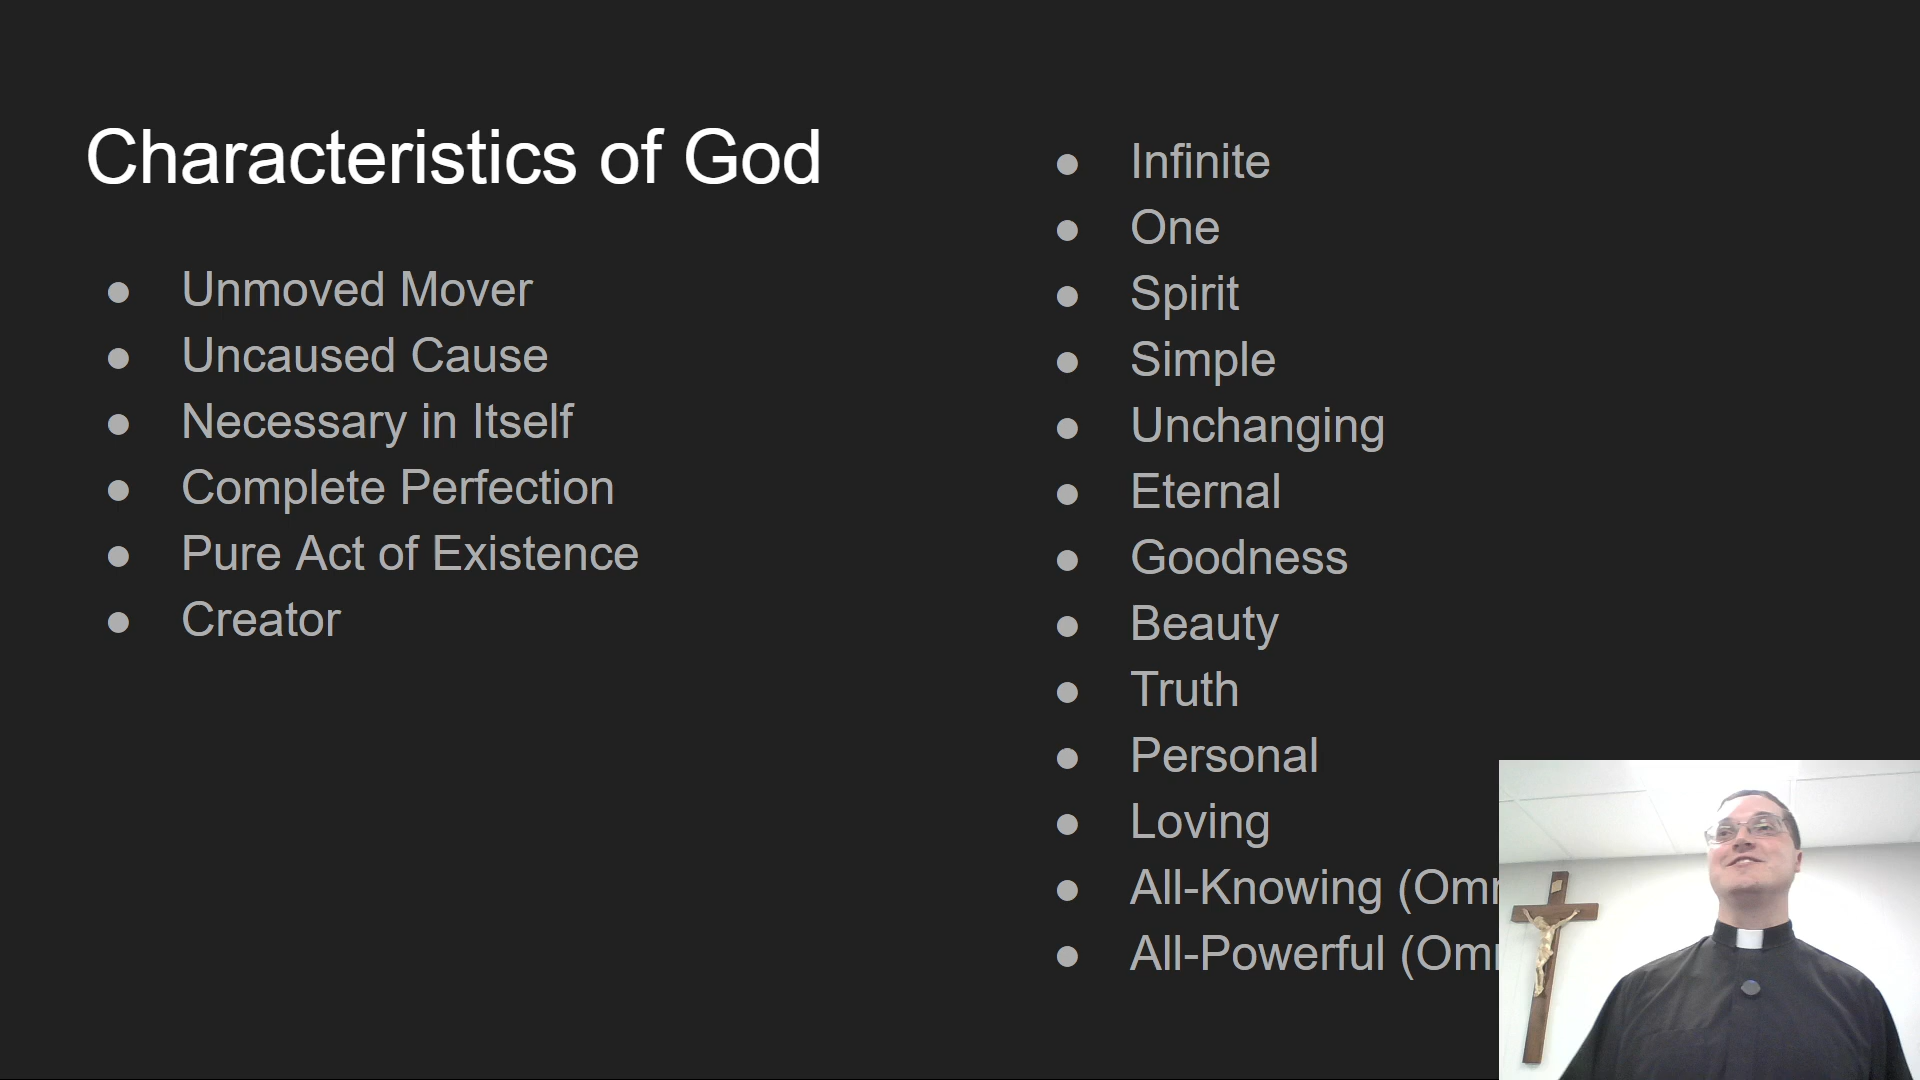 Characteristics of God
● Unmoved Mover
● Uncaused Cause
● Necessary in Itself
● Complete Perfection
● Pure Act of Existence
● Creator
● Infinite
● One
● Spirit
● Simple
● Unchanging
● Eternal
● Goodness
● Beauty
● Truth
● Personal
● Loving
● All-Knowing
● All-Powerful